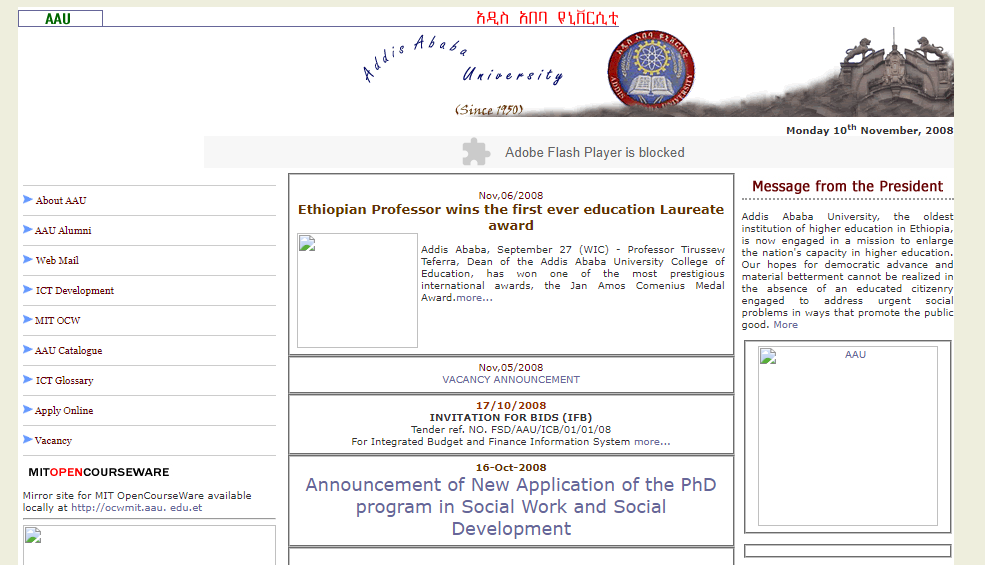 AAU
አዲስ አበባ ዩኒቨርሲቲ
Addis Ababa
University
(Since 1950)
ADDIS ABABA UNIVERSITY
Monday 10th November, 2008
Adobe Flash Player is blocked
About AAU
AAU Alumni
Web Mail
ICT Development
MIT OCW
AAU Catalogue
ICT Glossary
Apply Online
Vacancy
MITOPENCOURSEWARE
Mirror site for MIT OpenCourseWare available
locally at http://ocwmit.aau. edu.et
Nov,06/2008
Ethiopian Professor wins the first ever education Laureate
award
Addis Ababa, September 27 (WIC) - Professor Tirussew
Teferra, Dean of the Addis Ababa University College of
Education, has won one of the most prestigious
international awards, the Jan Amos Comenius Medal
Award.more...
Nov,05/2008
VACANCY ANNOUNCEMENT
17/10/2008
INVITATION FOR BIDS (IFB)
Tender ref. NO. FSD/AAU/ICB/01/01/08
For Integrated Budget and Finance Information System more...
16-Oct-2008
Announcement of New Application of the PhD
program in Social Work and Social
Development
Message from the President
Addis Ababa University, the oldest
institution of higher education in Ethiopia,
is now engaged in a mission to enlarge
the nation's capacity in higher education.
Our hopes for democratic advance and
material betterment cannot be realized in
the absence of an educated citizenry
engaged to address urgent social
problems in ways that promote the public
good. More
AAU